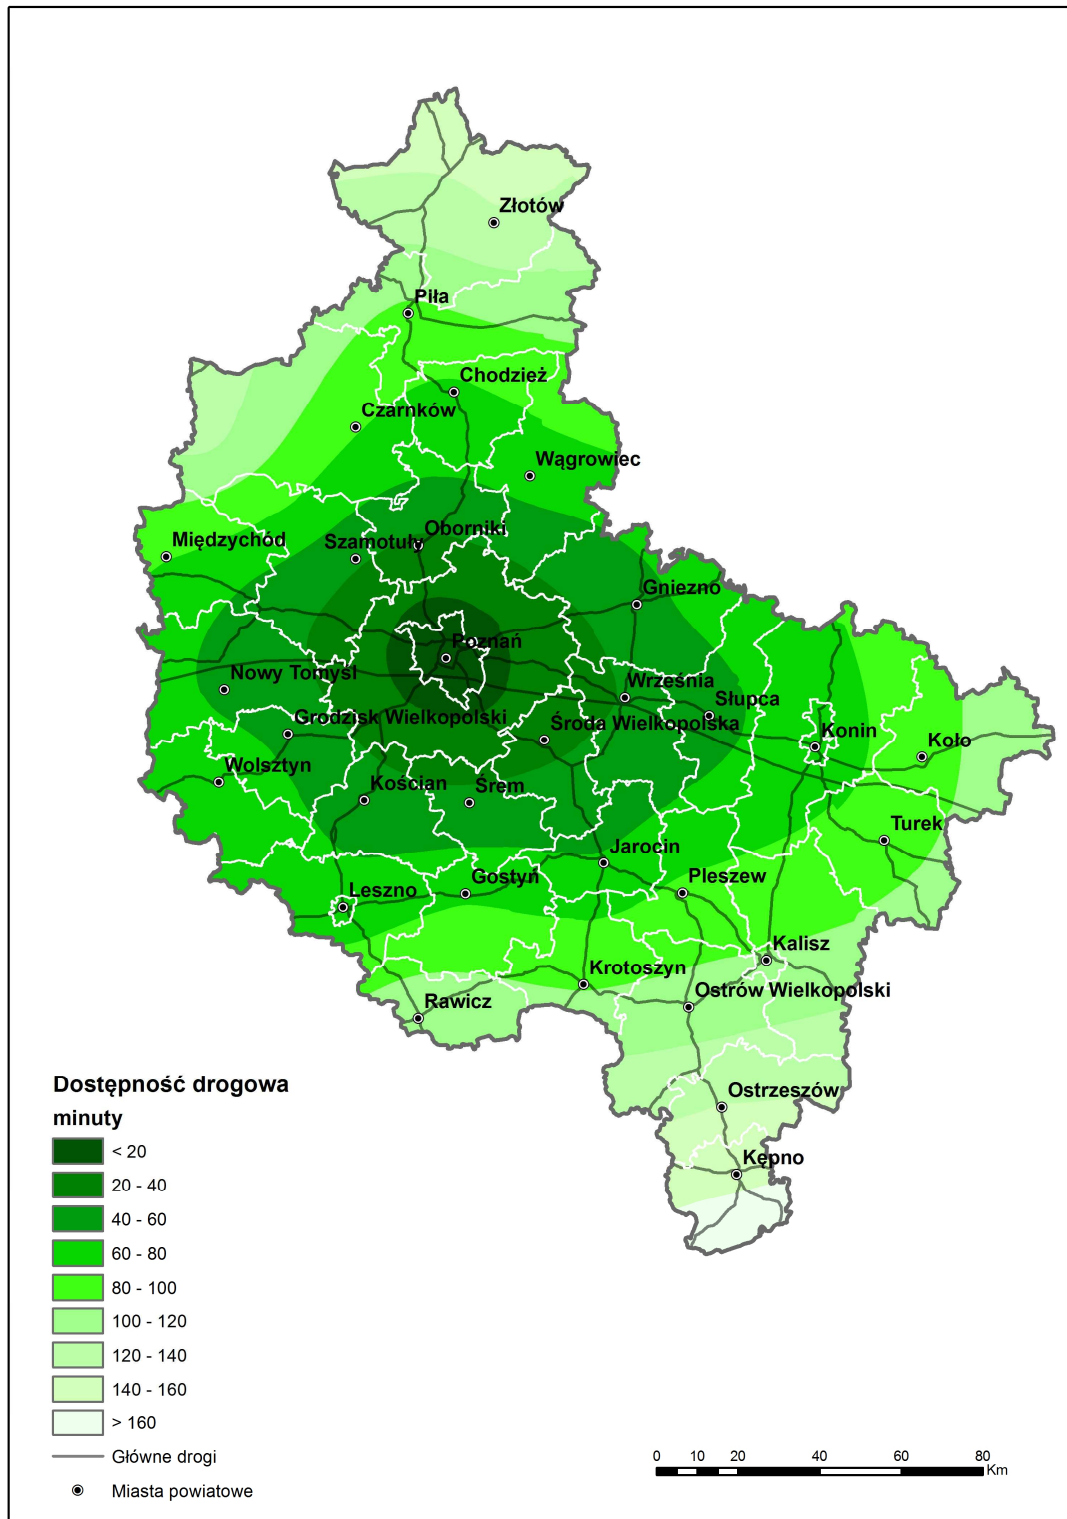 Złotów
Piła
Chodzież
Czarnków
Wągrowiec
Oborniki
Międzychód
Szamotuły
Gniezno
Poznań
Nowy Tomyśl
Września
Słupca
Grodzisk Wielkopolski
Środa Wielkopolska
Konin
Koło
Wolsztyn
Kościan
Śrem
Turek
Jarocin
Leszno
Gostyń
Pleszew
Kalisz
Krotoszyn
Ostrów Wielkopolski
Rawicz
Ostrzeszów
Kępno
Dostępność drogowa
minuty
< 20
20 - 40
40 - 60
60 - 80
80 - 100
100 - 120
120 - 140
140 - 160
> 160
Główne drogi
Miasta powiatowe
0 10 20 40 60 80
Km